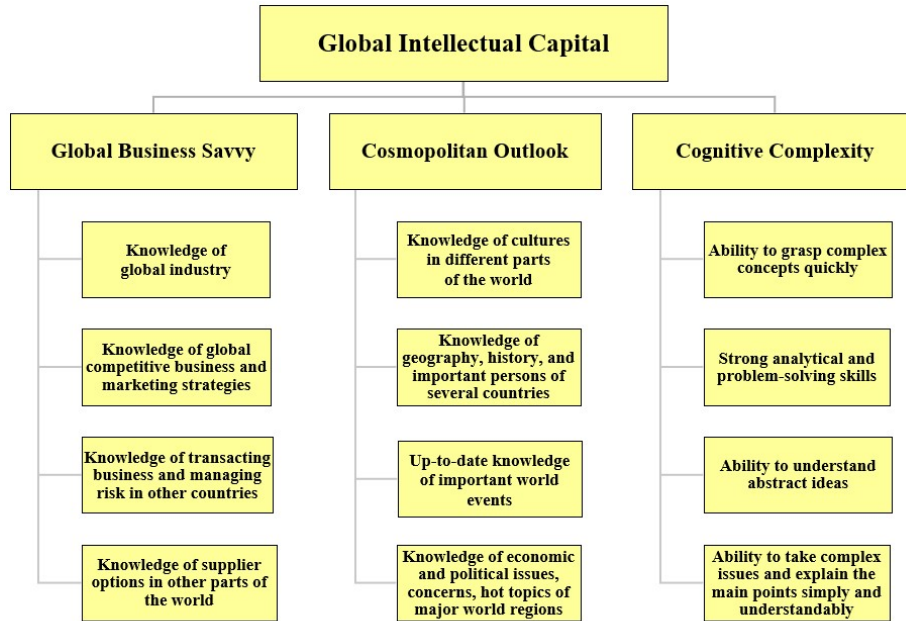 Global Intellectual Capital
Global Business Savvy
Knowledge of
global industry
Knowledge of global
competitive business and
marketing strategies
Knowledge of transacting
business and managing
risk in other countries
Knowledge of supplier
options in other parts of
the world
Cosmopolitan Outlook
Knowledge of cultures
in different parts
of the world
Knowledge of
geography, history, and
important persons of
several countries
Up-to-date knowledge
of important world
events
Knowledge of economic
and political issues,
concerns, hot topics of
major world regions
Cognitive Complexity
Ability to grasp complex
concepts quickly
Strong analytical and
problem-solving skills
Ability to understand
abstract ideas
Ability to take complex
issues and explain the
main points simply and
understandably